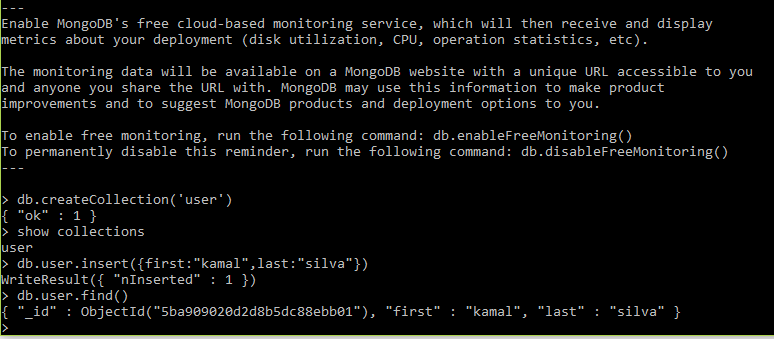 ---
Enable MongoDB's free cloud-based monitoring service, which will then receive and display
metrics about your deployment (disk utilization, CPU, operation statistics, etc).
The monitoring data will be available on a MongoDB website with a unique URL accessible to you
and anyone you share the URL with. MongoDB may use this information to make product
improvements and to suggest MongoDB products and deployment options to you.
To enable free monitoring, run the following command: db.enableFreeMonitoring()
To permanently disable this reminder, run the following command: db.disableFreeMonitoring()
---
> db.createCollection('user')
{ "ok" : 1 }
> show collections
user
> db.user.insert({first:"kamal",last:"silva"})
WriteResult({ "nInserted" : 1 })
> db.user.find()
{ "_id" : ObjectId("5ba909020d2d8b5dc88ebb01"), "first" : "kamal", "last" : "silva" }
>